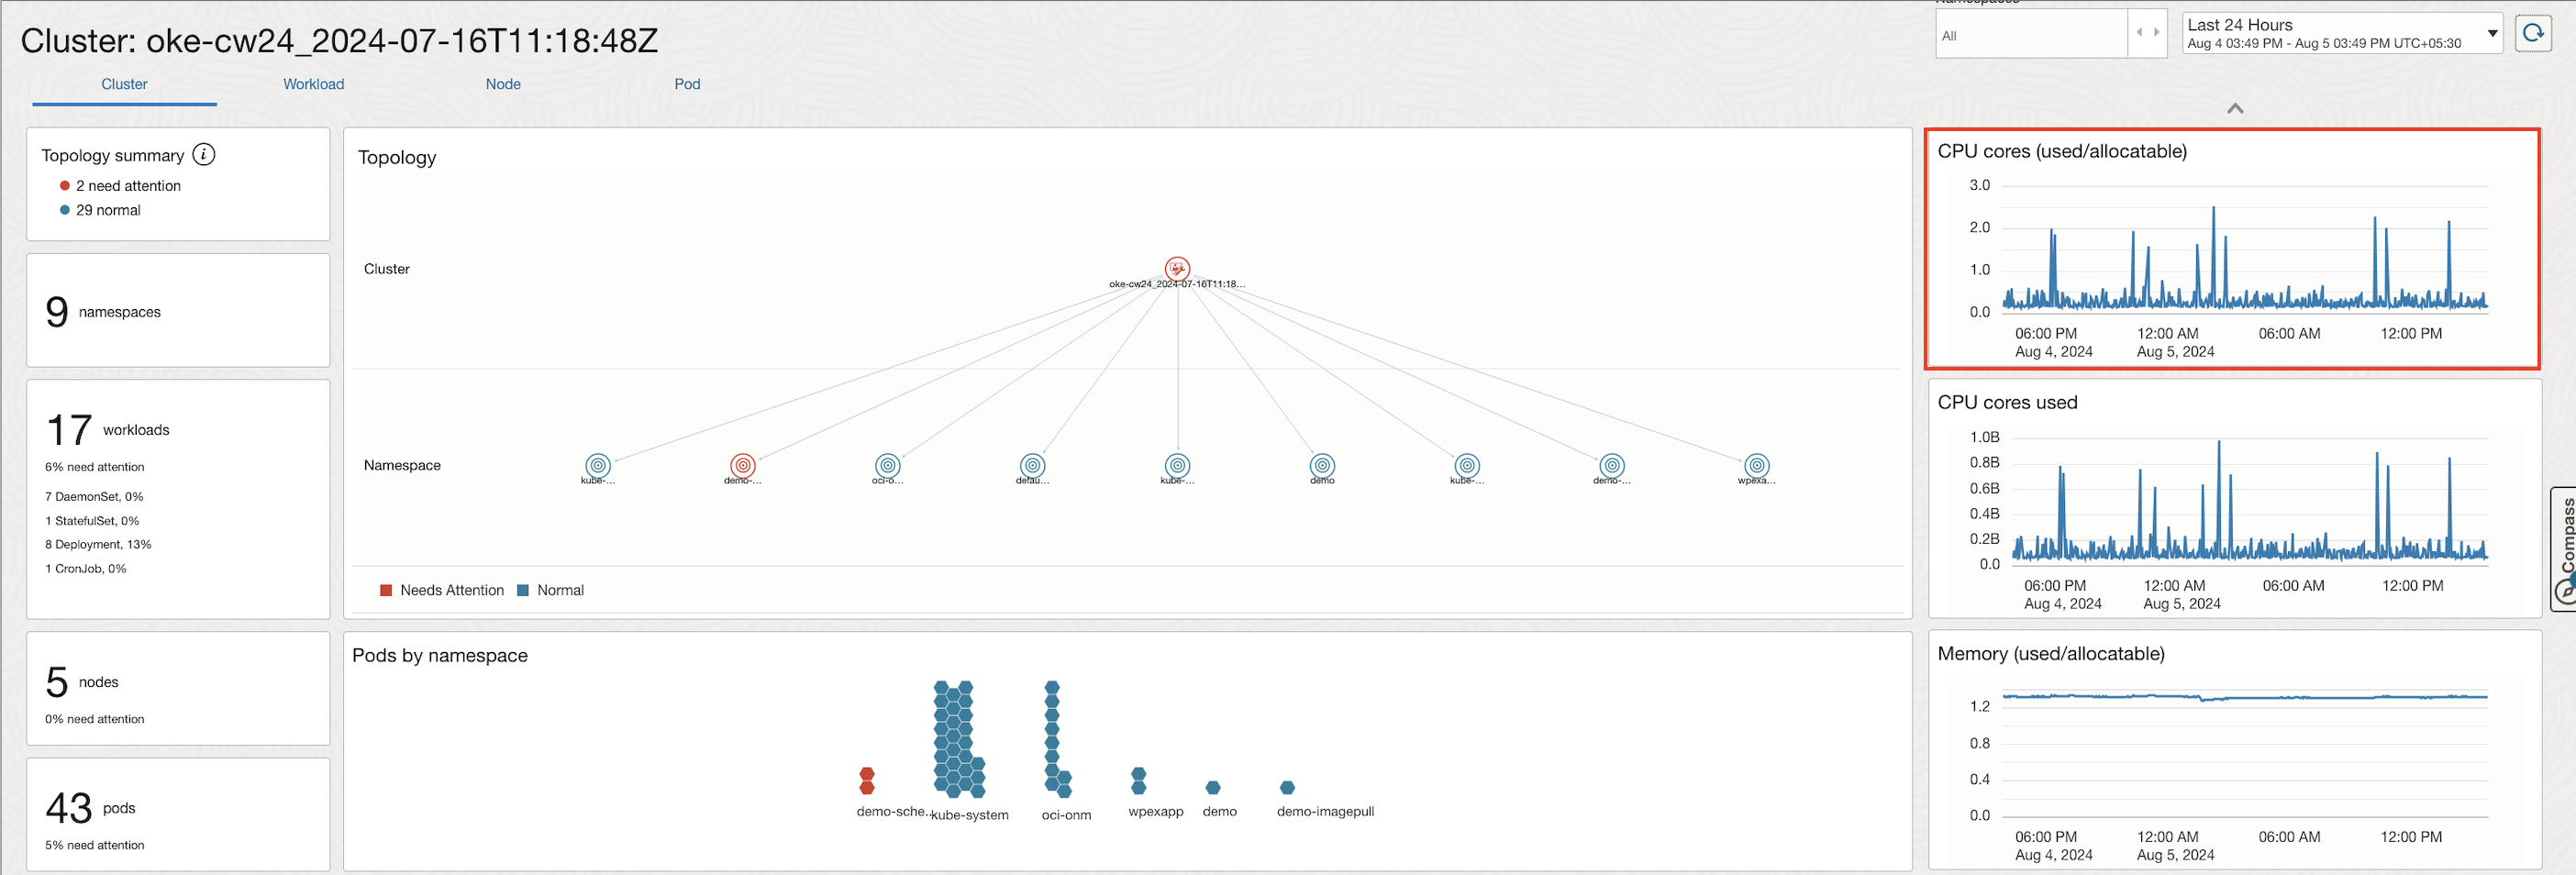 Namespaces
Cluster: oke-cw24_2024-07-16T11:18:48Z
All
Last 24 Hours
Aug 4 03:49 PM - Aug 5 03:49 PM UTC+05:30
Cluster
Workload
Node
Pod
Topology summary
2 need attention
29 normal
9 namespaces
17 workloads
6% need attention
7 DaemonSet, 0%
1 StatefulSet, 0%
8 Deployment, 13%
1 CronJob, 0%
5 nodes
0% need attention
43 pods
5% need attention
Topology
Cluster
oke-cw24_2024-07-16T11:18...
Namespace
kube-...
demo-...
oci-o...
defau...
kube-...
demo
kube-...
demo-...
wpexa...
Needs Attention
Normal
Pods by namespace
demo-sche...
kube-system
oci-onm
wpexapp
demo
demo-imagepull
CPU cores (used/allocatable)
3.0
2.0
1.0
0.0
06:00 PM
Aug 4, 2024
12:00 AM
Aug 5, 2024
06:00 AM
12:00 PM
CPU cores used
1.0B
0.8B
0.6B
0.4B
0.2B
0.0
06:00 PM
Aug 4, 2024
12:00 AM
Aug 5, 2024
06:00 AM
12:00 PM
Memory (used/allocatable)
1.2
0.8
0.4
0.0
06:00 PM
Aug 4, 2024
12:00 AM
Aug 5, 2024
06:00 AM
12:00 PM
Compass